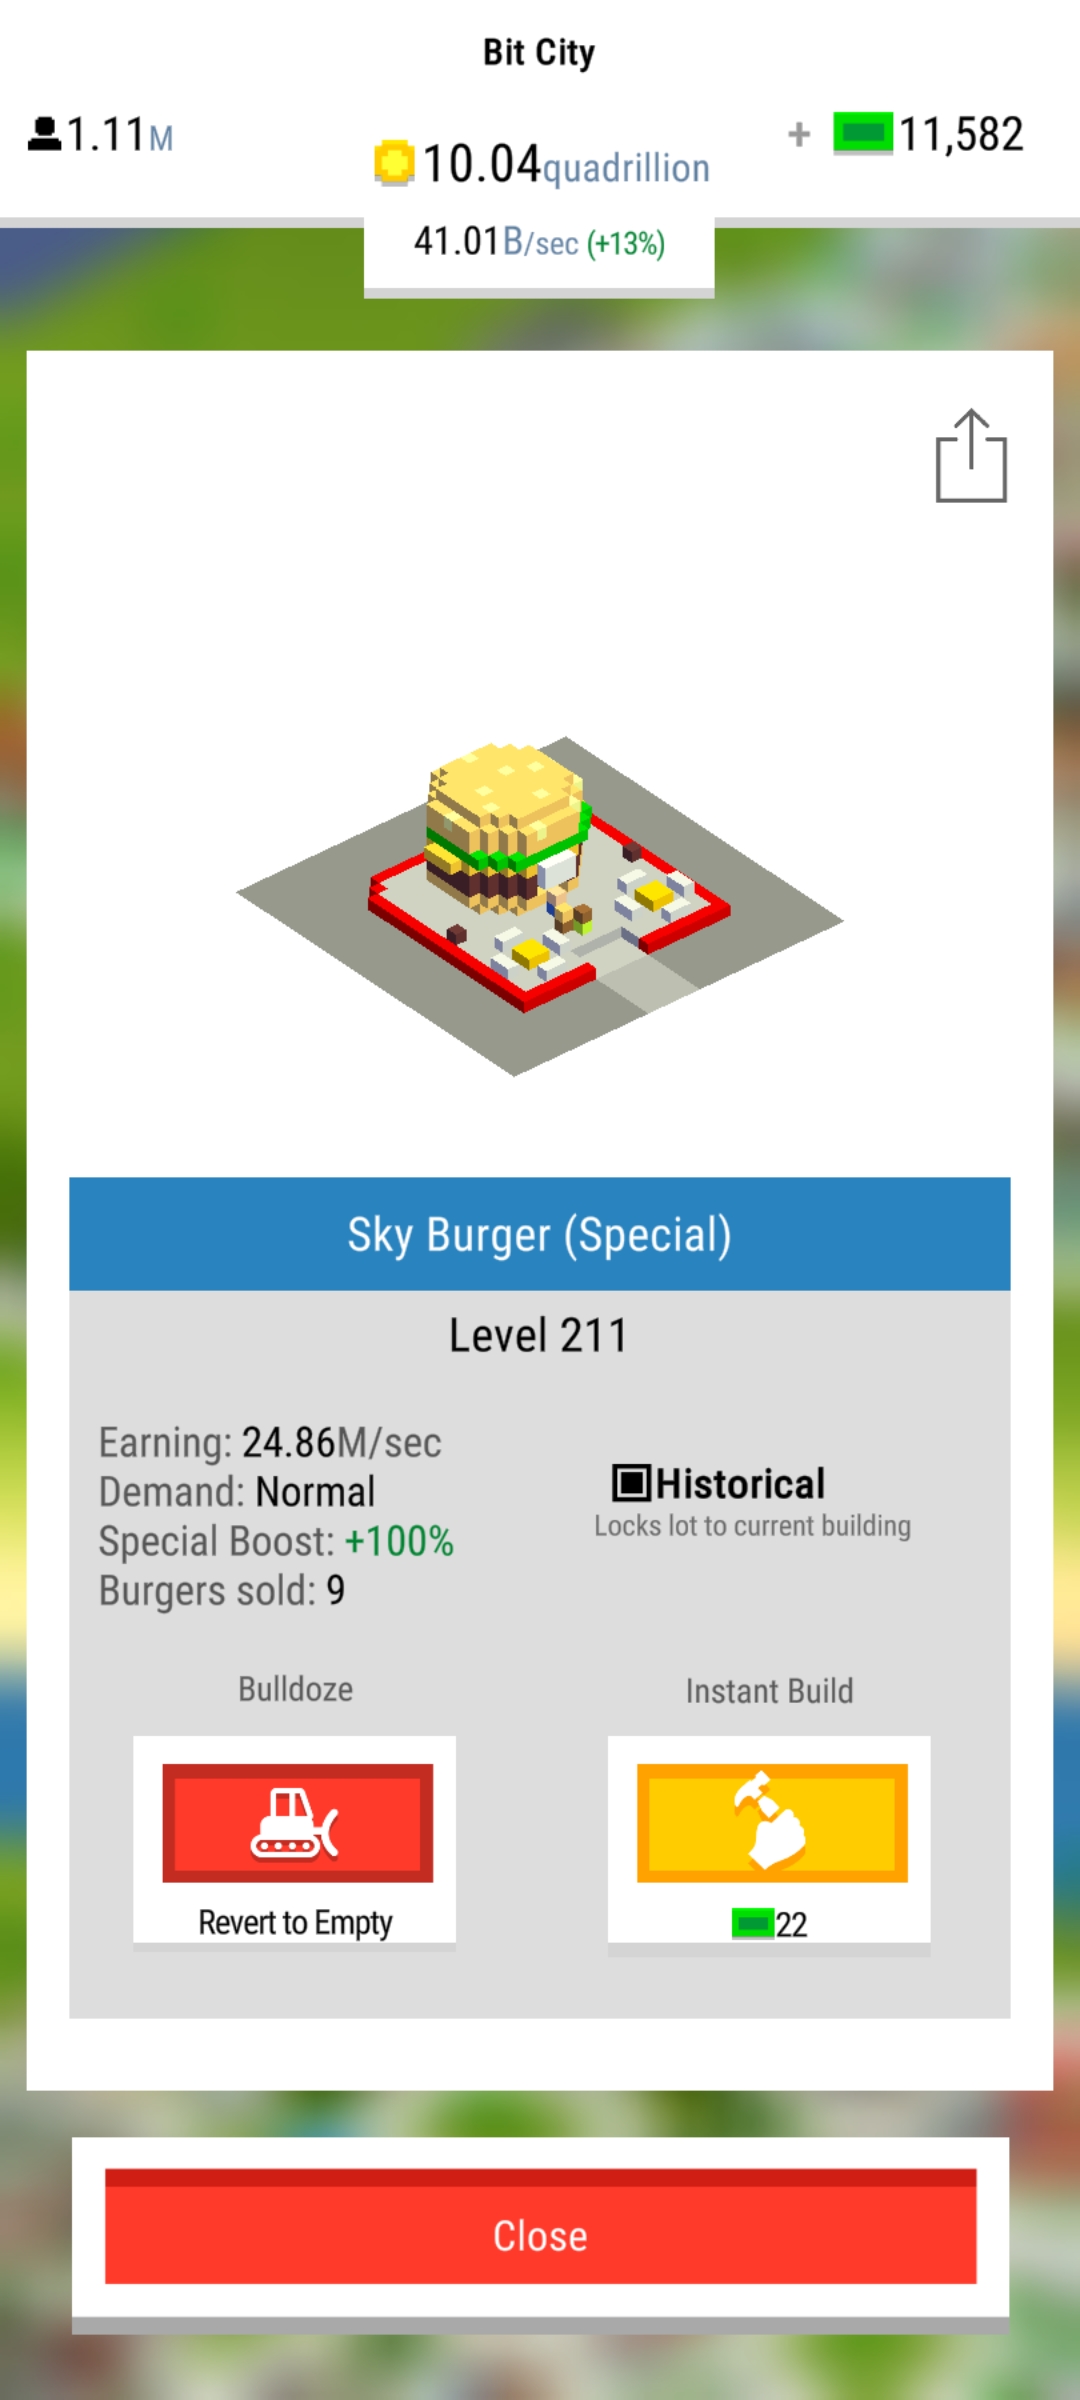 Bit City
1.11M
10.04quadrillion
+ 11,582
41.01B/sec (+13%)
Sky Burger (Special)
Level 211
Earning: 24.86M/sec
Demand: Normal
Special Boost: +100%
Burgers sold: 9
Historical
Locks lot to current building
Bulldoze
Instant Build
Revert to Empty
22
Close